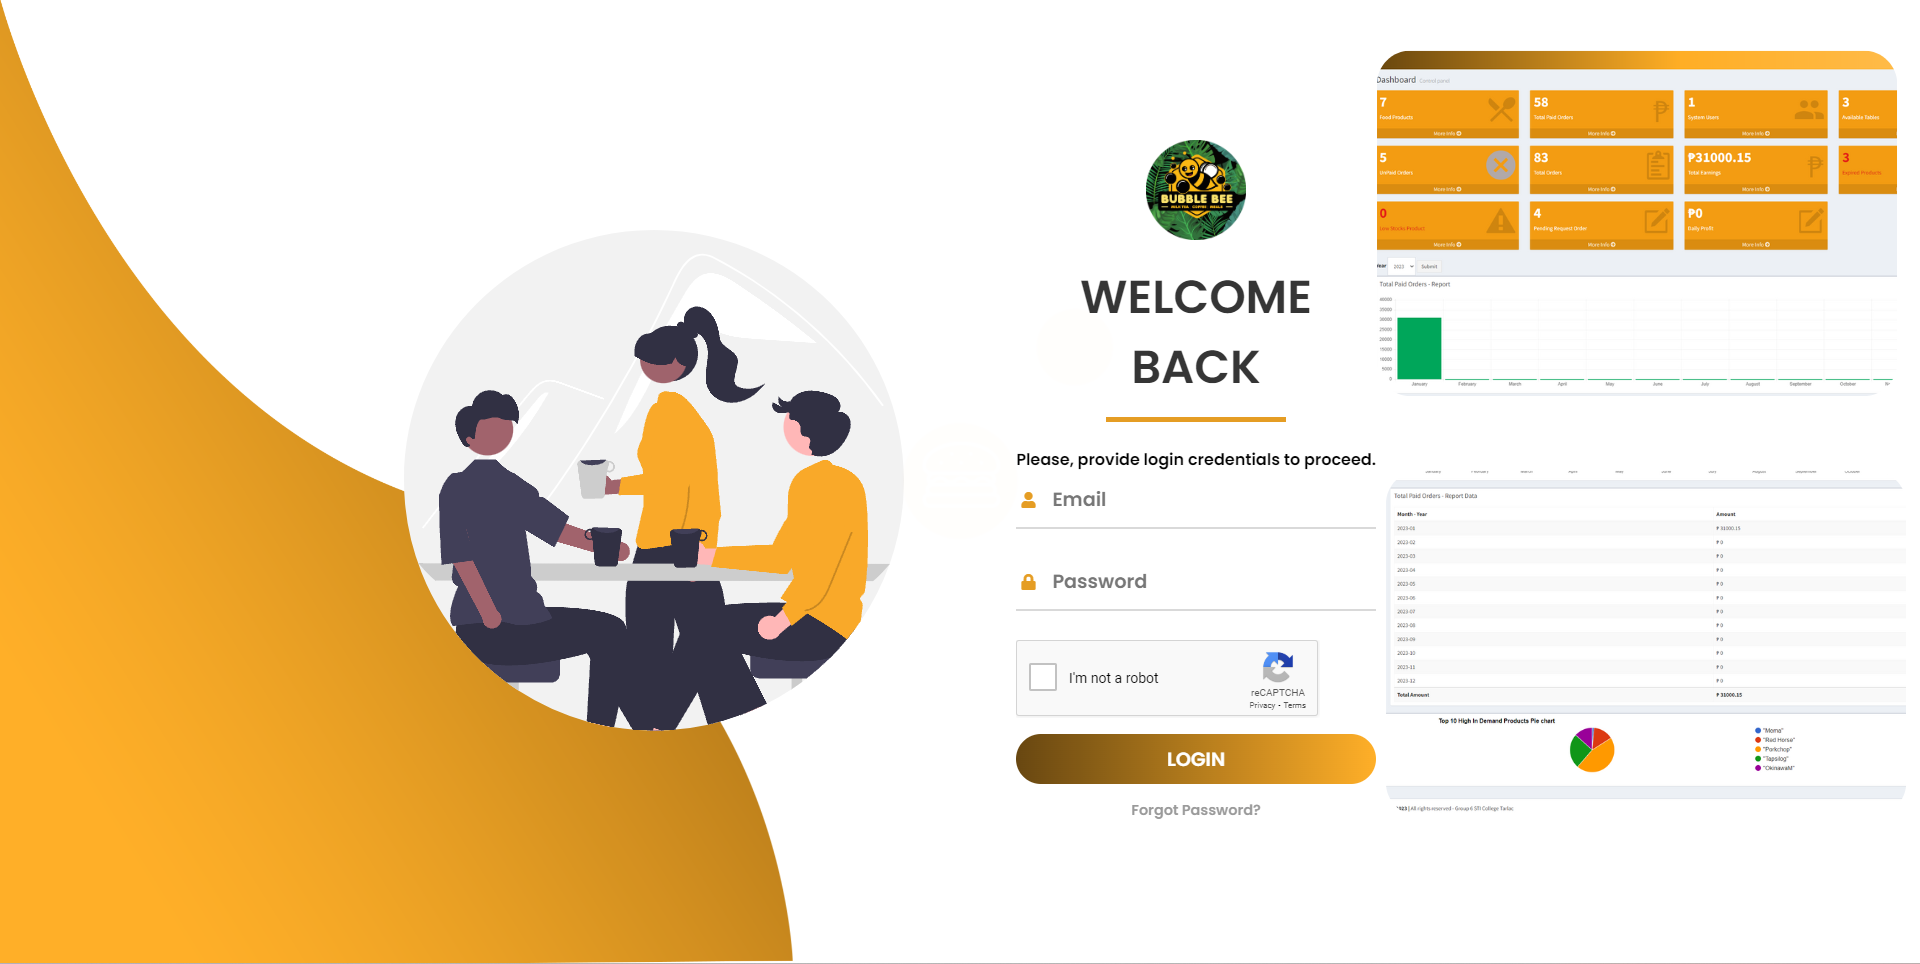 BUBBLE BEE
MILK TEA COFFEE MEALS
WELCOME
BACK
Please, provide login credentials to proceed.
Email
Password
I'm not a robot
reCAPTCHA
Privacy - Terms
LOGIN
Forgot Password?
Dashboard Control panel
7
Food Products
More Info
58
Total Paid Orders
More Info
1
System Users
More Info
3
Available Tables
5
UnPaid Orders
More Info
83
Total Orders
More Info
₱31000.15
Total Earnings
More Info
3
Expired Products
0
Low Stocks Product
More Info
4
Pending Request Order
More Info
₱0
Daily Profit
More Info
Year 2023 Submit
Total Paid Orders - Report
40000
35000
30000
25000
20000
15000
10000
5000
0
January February March April May June July August September October
Total Paid Orders - Report Data
Month - Year Amount
2023-01 ₱ 31000.15
2023-02 ₱ 0
2023-03 ₱ 0
2023-04 ₱ 0
2023-05 ₱ 0
2023-06 ₱ 0
2023-07 ₱ 0
2023-08 ₱ 0
2023-09 ₱ 0
2023-10 ₱ 0
2023-11 ₱ 0
2023-12 ₱ 0
Total Amount ₱ 31000.15
Top 10 High In Demand Products Pie chart
"Mema"
"Red Horse"
"Porkchop"
"Tapsilog"
"OkinawaM"
023 | All rights reserved - Group 6 STI College Tarlac